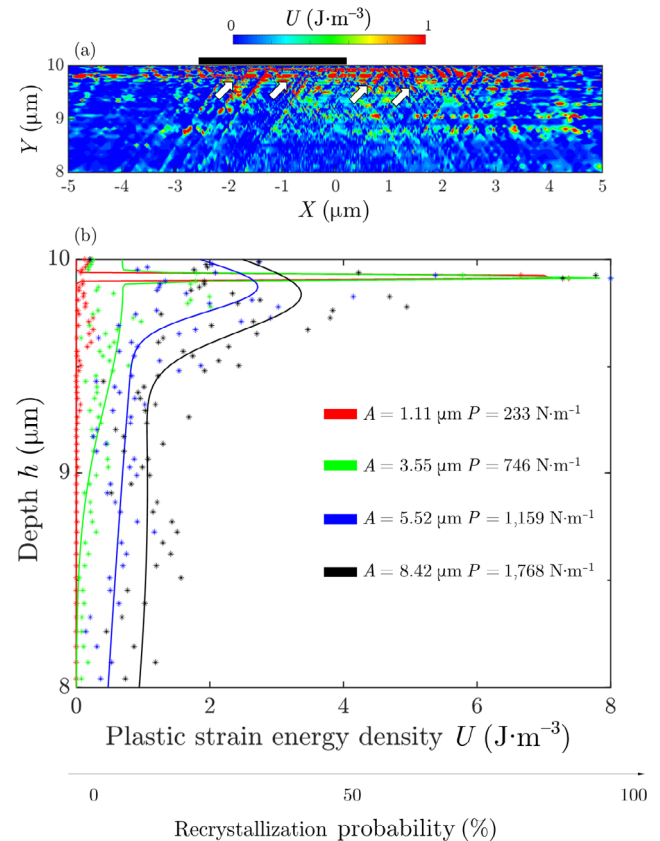 U (J·m⁻³)
0 1
(a)
10
9
8
Y (μm)
-5 -4 -3 -2 -1 0 1 2 3 4 5
X (μm)
(b)
10
9
8
Depth h (μm)
A = 1.11 μm P = 233 N·m⁻¹
A = 3.55 μm P = 746 N·m⁻¹
A = 5.52 μm P = 1,159 N·m⁻¹
A = 8.42 μm P = 1,768 N·m⁻¹
0 2 4 6 8
Plastic strain energy density U (J·m⁻³)
0 50 100
Recrystallization probability (%)